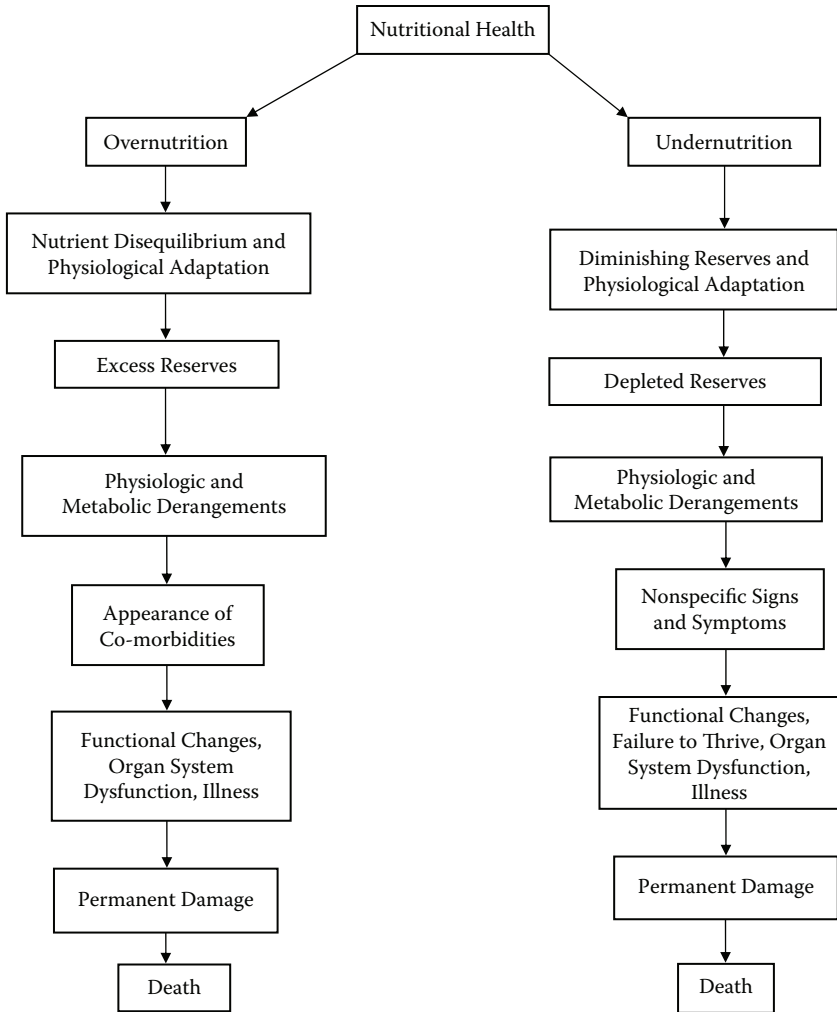 Nutritional Health
Overnutrition
Nutrient Disequilibrium and
Physiological Adaptation
Excess Reserves
Physiologic and
Metabolic Derangements
Appearance of
Co-morbidities
Functional Changes,
Organ System
Dysfunction, Illness
Permanent Damage
Death
Undernutrition
Diminishing Reserves and
Physiological Adaptation
Depleted Reserves
Physiologic and
Metabolic Derangements
Nonspecific Signs
and Symptoms
Functional Changes,
Failure to Thrive, Organ
System Dysfunction,
Illness
Permanent Damage
Death